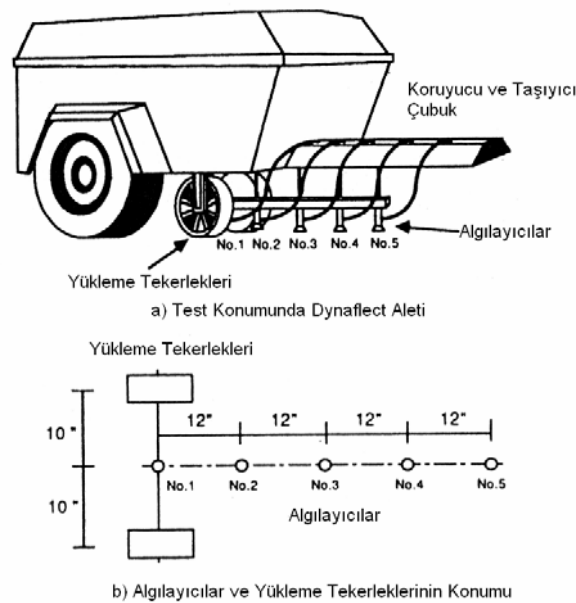 Koruyucu ve Taşıyıcı
Çubuk
No.1 No.2 No.3 No.4 No.5
Algılayıcılar
Yükleme Tekerlekleri
a) Test Konumunda Dynaflect Aleti
Yükleme Tekerlekleri
12" 12" 12" 12"
10"
No.1 No.2 No.3 No.4 No.5
10"
Algılayıcılar
b) Algılayıcılar ve Yükleme Tekerleklerinin Konumu